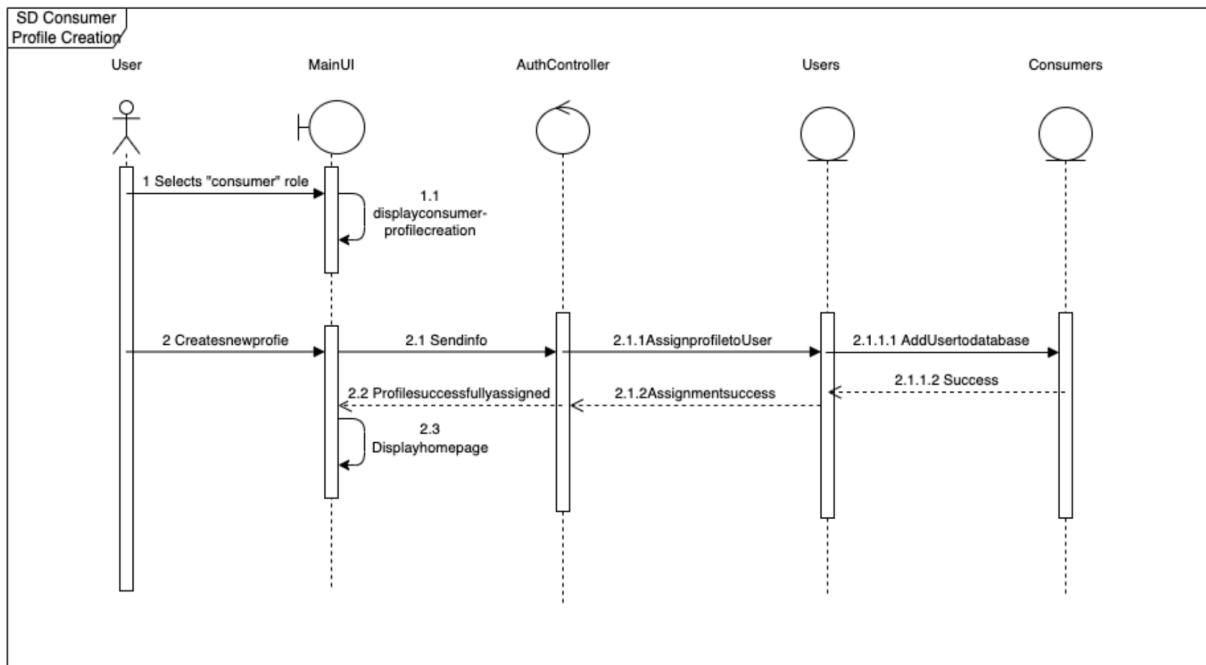 SD Consumer
Profile Creation
User
MainUI
AuthController
Users
Consumers
1 Selects "consumer" role
1.1
displayconsumer-
profilecreation
2 Createsnewprofie
2.1 Sendinfo
2.1.1AssignprofiletoUser
2.1.1.1 AddUsertodatabase
2.1.1.2 Success
2.2 Profilesuccessfullyassigned
2.1.2Assignmentsuccess
2.3
Displayhomepage